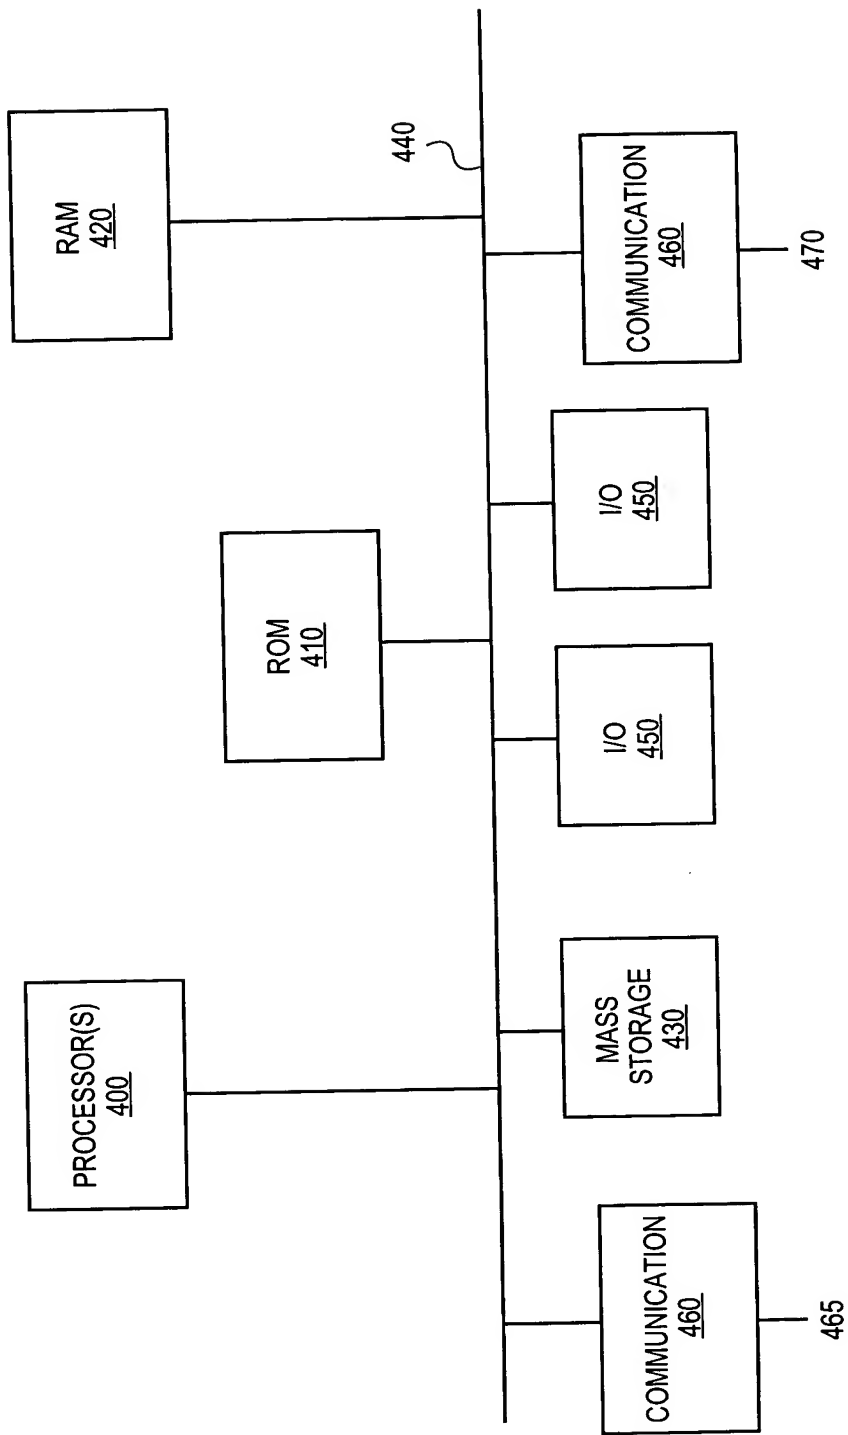 PROCESSOR(S)
400
ROM
410
RAM
420
440
COMMUNICATION
460
465
MASS
STORAGE
430
I/O
450
I/O
450
COMMUNICATION
460
470